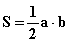 S = 1/2 a · b